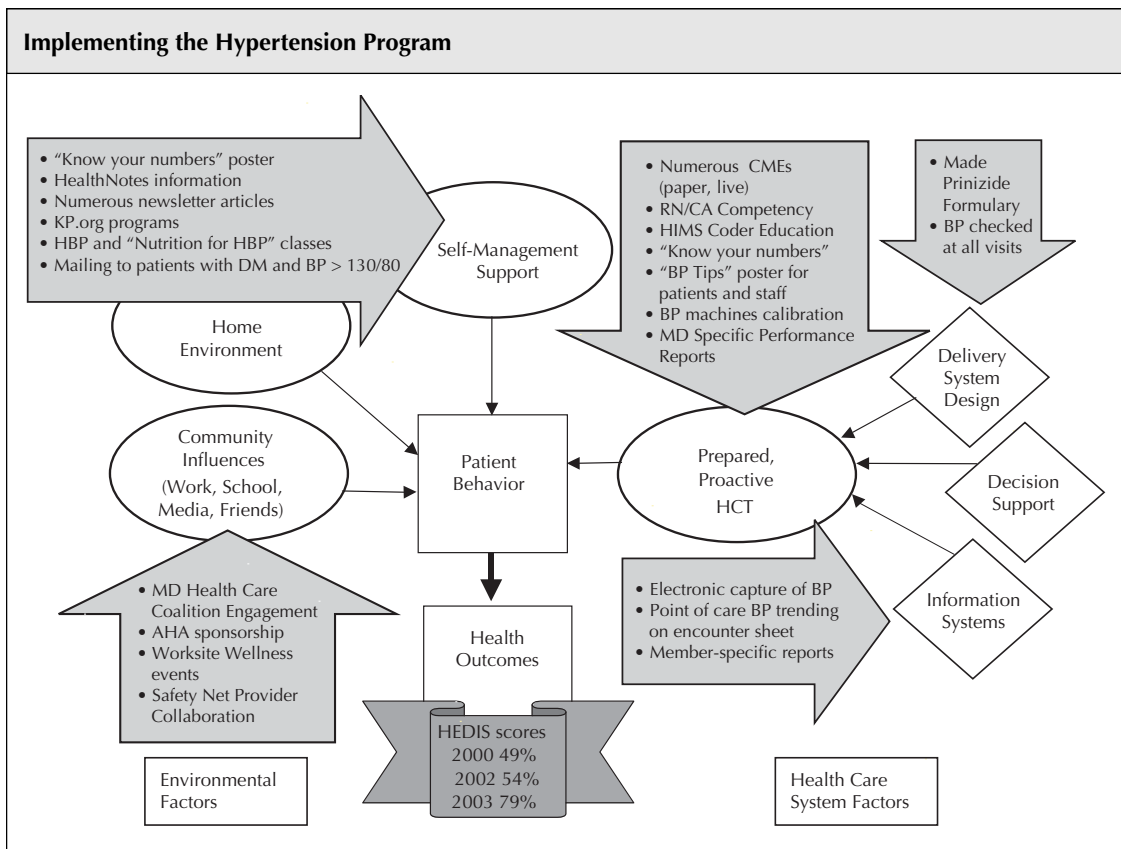 Implementing the Hypertension Program
• “Know your numbers” poster
• HealthNotes information
• Numerous newsletter articles
• KP.org programs
• HBP and “Nutrition for HBP” classes
• Mailing to patients with DM and BP > 130/80
Self-Management
Support
• Numerous CMEs
(paper, live)
• RN/CA Competency
• HIMS Coder Education
• “Know your numbers”
• “BP Tips” poster for
patients and staff
• BP machines calibration
• MD Specific Performance
Reports
• Made
Prinizide
Formulary
• BP checked
at all visits
Home
Environment
Delivery
System
Design
Community
Influences
(Work, School,
Media, Friends)
Patient
Behavior
Prepared,
Proactive
HCT
Decision
Support
• MD Health Care
Coalition Engagement
• AHA sponsorship
• Worksite Wellness
events
• Safety Net Provider
Collaboration
Health
Outcomes
• Electronic capture of BP
• Point of care BP trending
on encounter sheet
• Member-specific reports
Information
Systems
HEDIS scores
2000 49%
2002 54%
2003 79%
Environmental
Factors
Health Care
System Factors